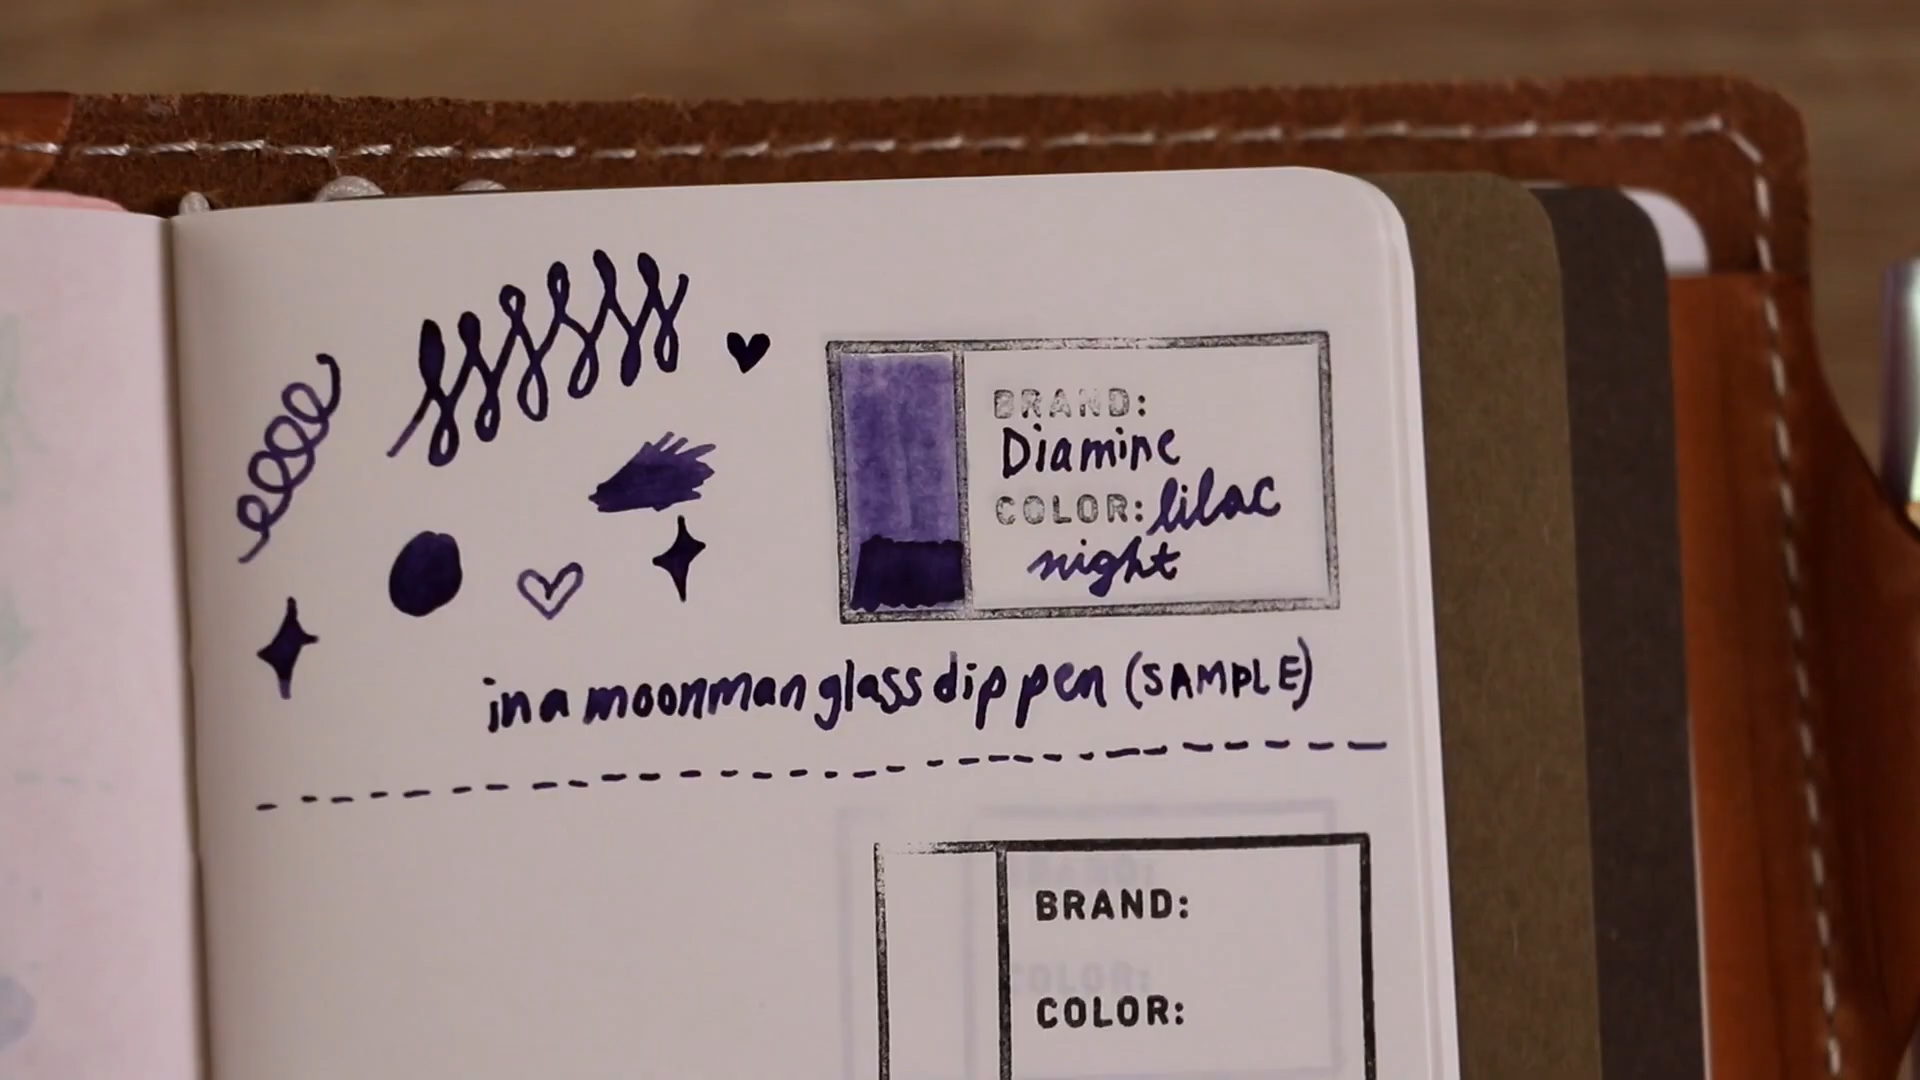 BRAND:
Diamine
COLOR: lilac
night
in a moonman glass dip pen (SAMPLE)
BRAND:
COLOR: